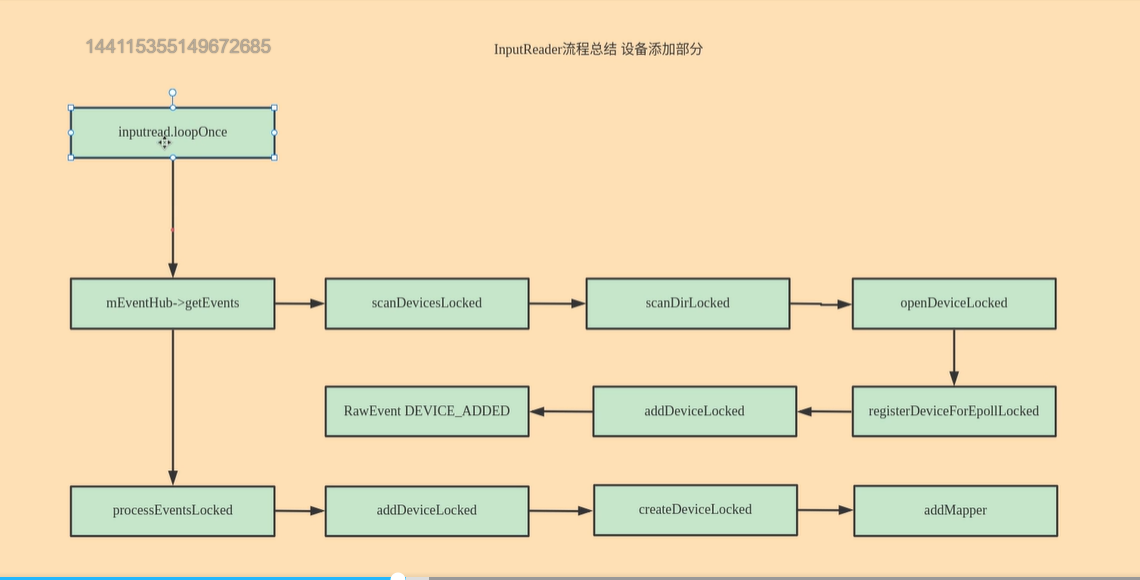 144115355149672685
InputReader流程总结 设备添加部分
inputread.loopOnce
mEventHub->getEvents
scanDevicesLocked
scanDirLocked
openDeviceLocked
RawEvent DEVICE_ADDED
addDeviceLocked
registerDeviceForEpollLocked
processEventsLocked
addDeviceLocked
createDeviceLocked
addMapper